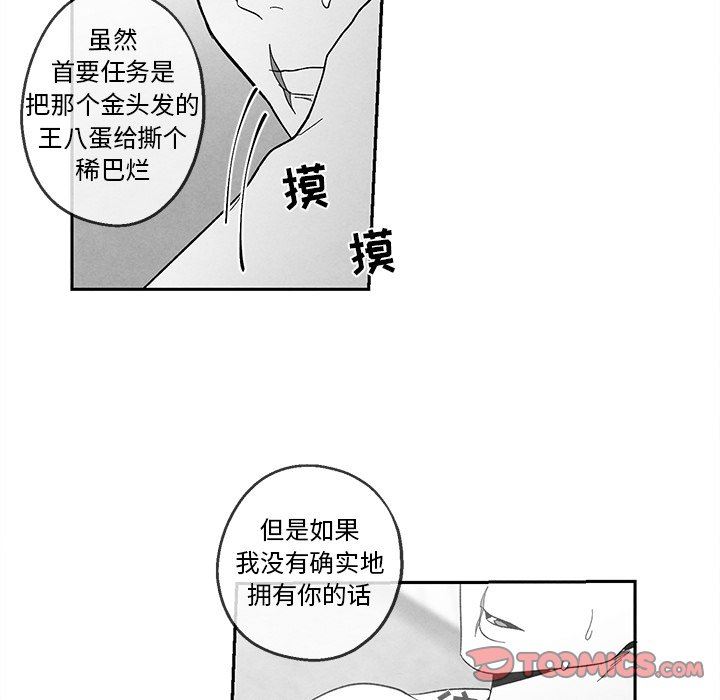 虽然
首要任务是
把那个金头发的
王八蛋给撕个
稀巴烂
摸
摸
但是如果
我没有确实地
拥有你的话
TOOMICS.COM